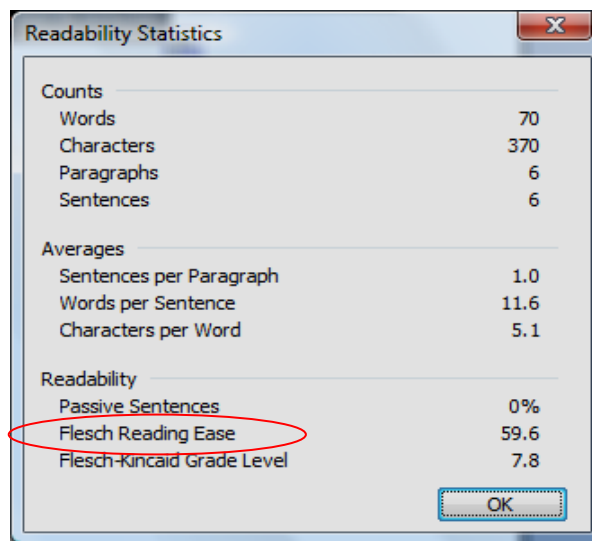 Readability Statistics
Counts
Words 70
Characters 370
Paragraphs 6
Sentences 6
Averages
Sentences per Paragraph 1.0
Words per Sentence 11.6
Characters per Word 5.1
Readability
Passive Sentences 0%
Flesch Reading Ease 59.6
Flesch-Kincaid Grade Level 7.8
OK